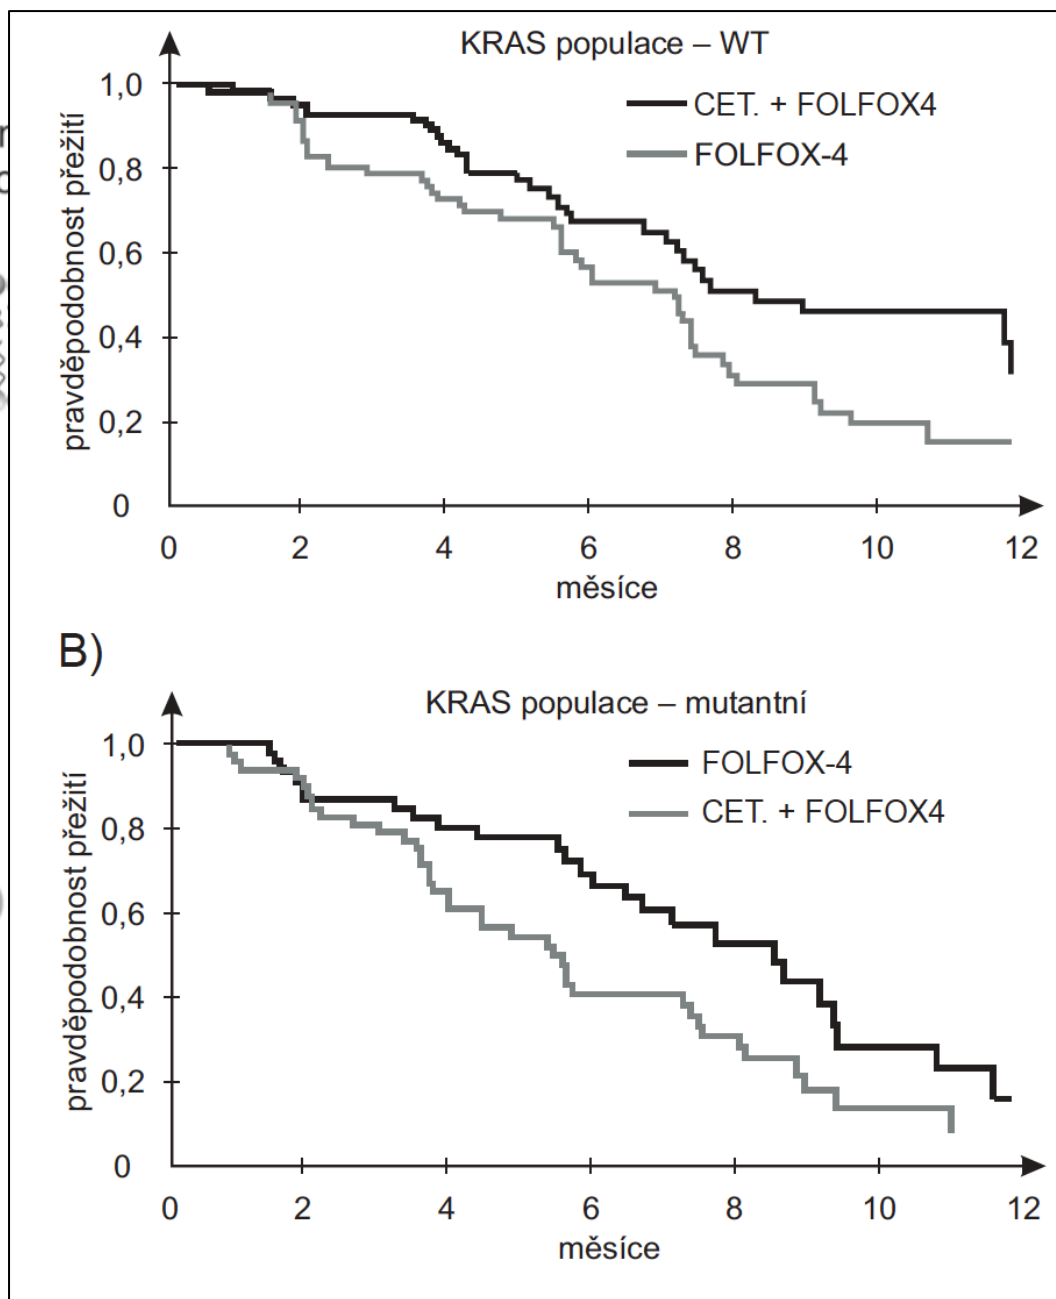 KRAS populace – WT
CET. + FOLFOX4
FOLFOX-4
pravděpodobnost přežití
1,0
0,8
0,6
0,4
0,2
0
0 2 4 6 8 10 12
měsíce
B)
KRAS populace – mutantní
FOLFOX-4
CET. + FOLFOX4
pravděpodobnost přežití
1,0
0,8
0,6
0,4
0,2
0
0 2 4 6 8 10 12
měsíce